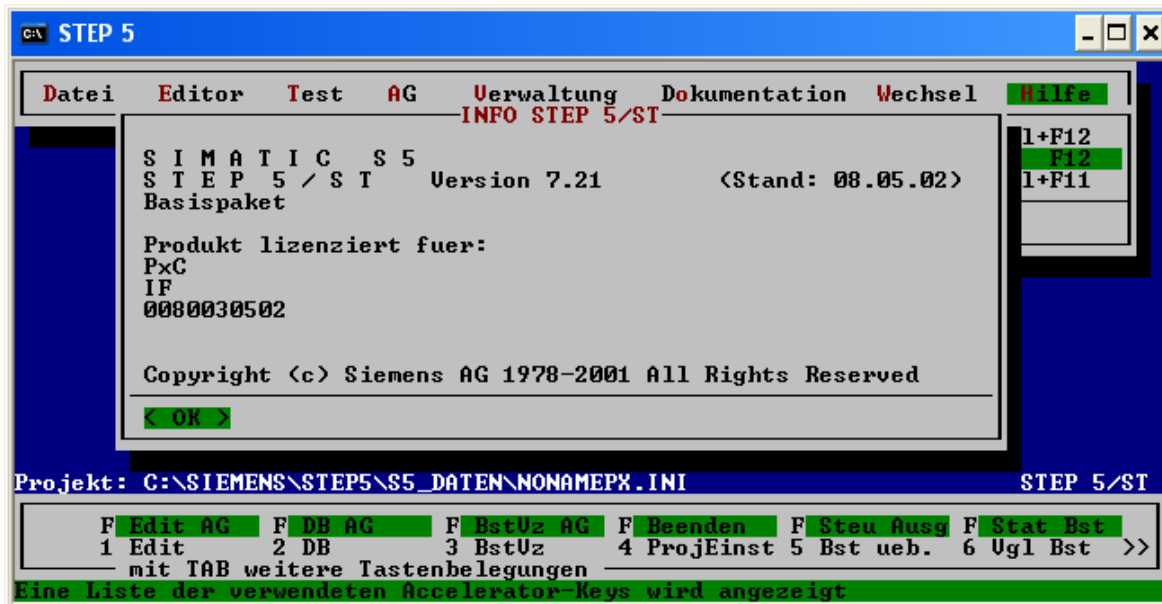 STEP 5
Datei Editor Test AG Verwaltung Dokumentation Wechsel Hilfe
INFO STEP 5/ST
l+F12
S I M A T I C  S 5
F12
S T E P  5 / S T Version 7.21 (Stand: 08.05.02)
l+F11
Basispaket
Produkt lizenziert fuer:
PxC
IF
0080030502
Copyright (c) Siemens AG 1978-2001 All Rights Reserved
< OK >
Projekt: C:\SIEMENS\STEP5\S5_DATEN\NONAMEPX.INI STEP 5/ST
F Edit AG F DB AG F BstVz AG F Beenden F Steu Ausg F Stat Bst
1 Edit 2 DB 3 BstVz 4 ProjEinst 5 Bst ueb. 6 Vgl Bst >>
mit TAB weitere Tastenbelegungen
Eine Liste der verwendeten Accelerator-Keys wird angezeigt